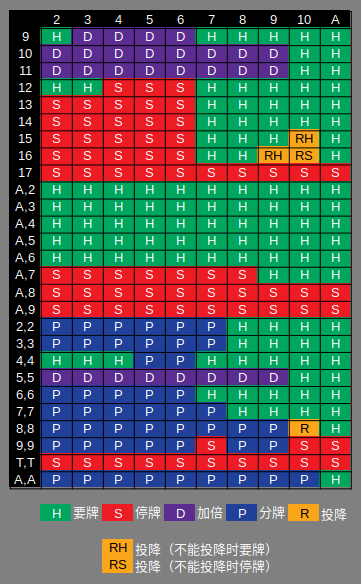 2 3 4 5 6 7 8 9 10 A
9 H D D D D H H H H H
10 D D D D D D D D H H
11 D D D D D D D D H H
12 H H S S S H H H H H
13 S S S S S H H H H H
14 S S S S S H H H H H
15 S S S S S H H H RH H
16 S S S S S H H RH RS H
17 S S S S S S S S S S
A,2 H H H H H H H H H H
A,3 H H H H H H H H H H
A,4 H H H H H H H H H H
A,5 H H H H H H H H H H
A,6 H H H H H H H H H H
A,7 S S S S S S S H H H
A,8 S S S S S S S S S S
A,9 S S S S S S S S S S
2,2 P P P P P P H H H H
3,3 P P P P P P H H H H
4,4 H H H P P H H H H H
5,5 D D D D D D D D H H
6,6 P P P P P H H H H H
7,7 P P P P P P H H H H
8,8 P P P P P P P P R H
9,9 P P P P P S P P S S
T,T S S S S S S S S S S
A,A P P P P P P P P P H
H 要牌 S 停牌 D 加倍 P 分牌 R 投降
RH 投降（不能投降时要牌）
RS 投降（不能投降时停牌）